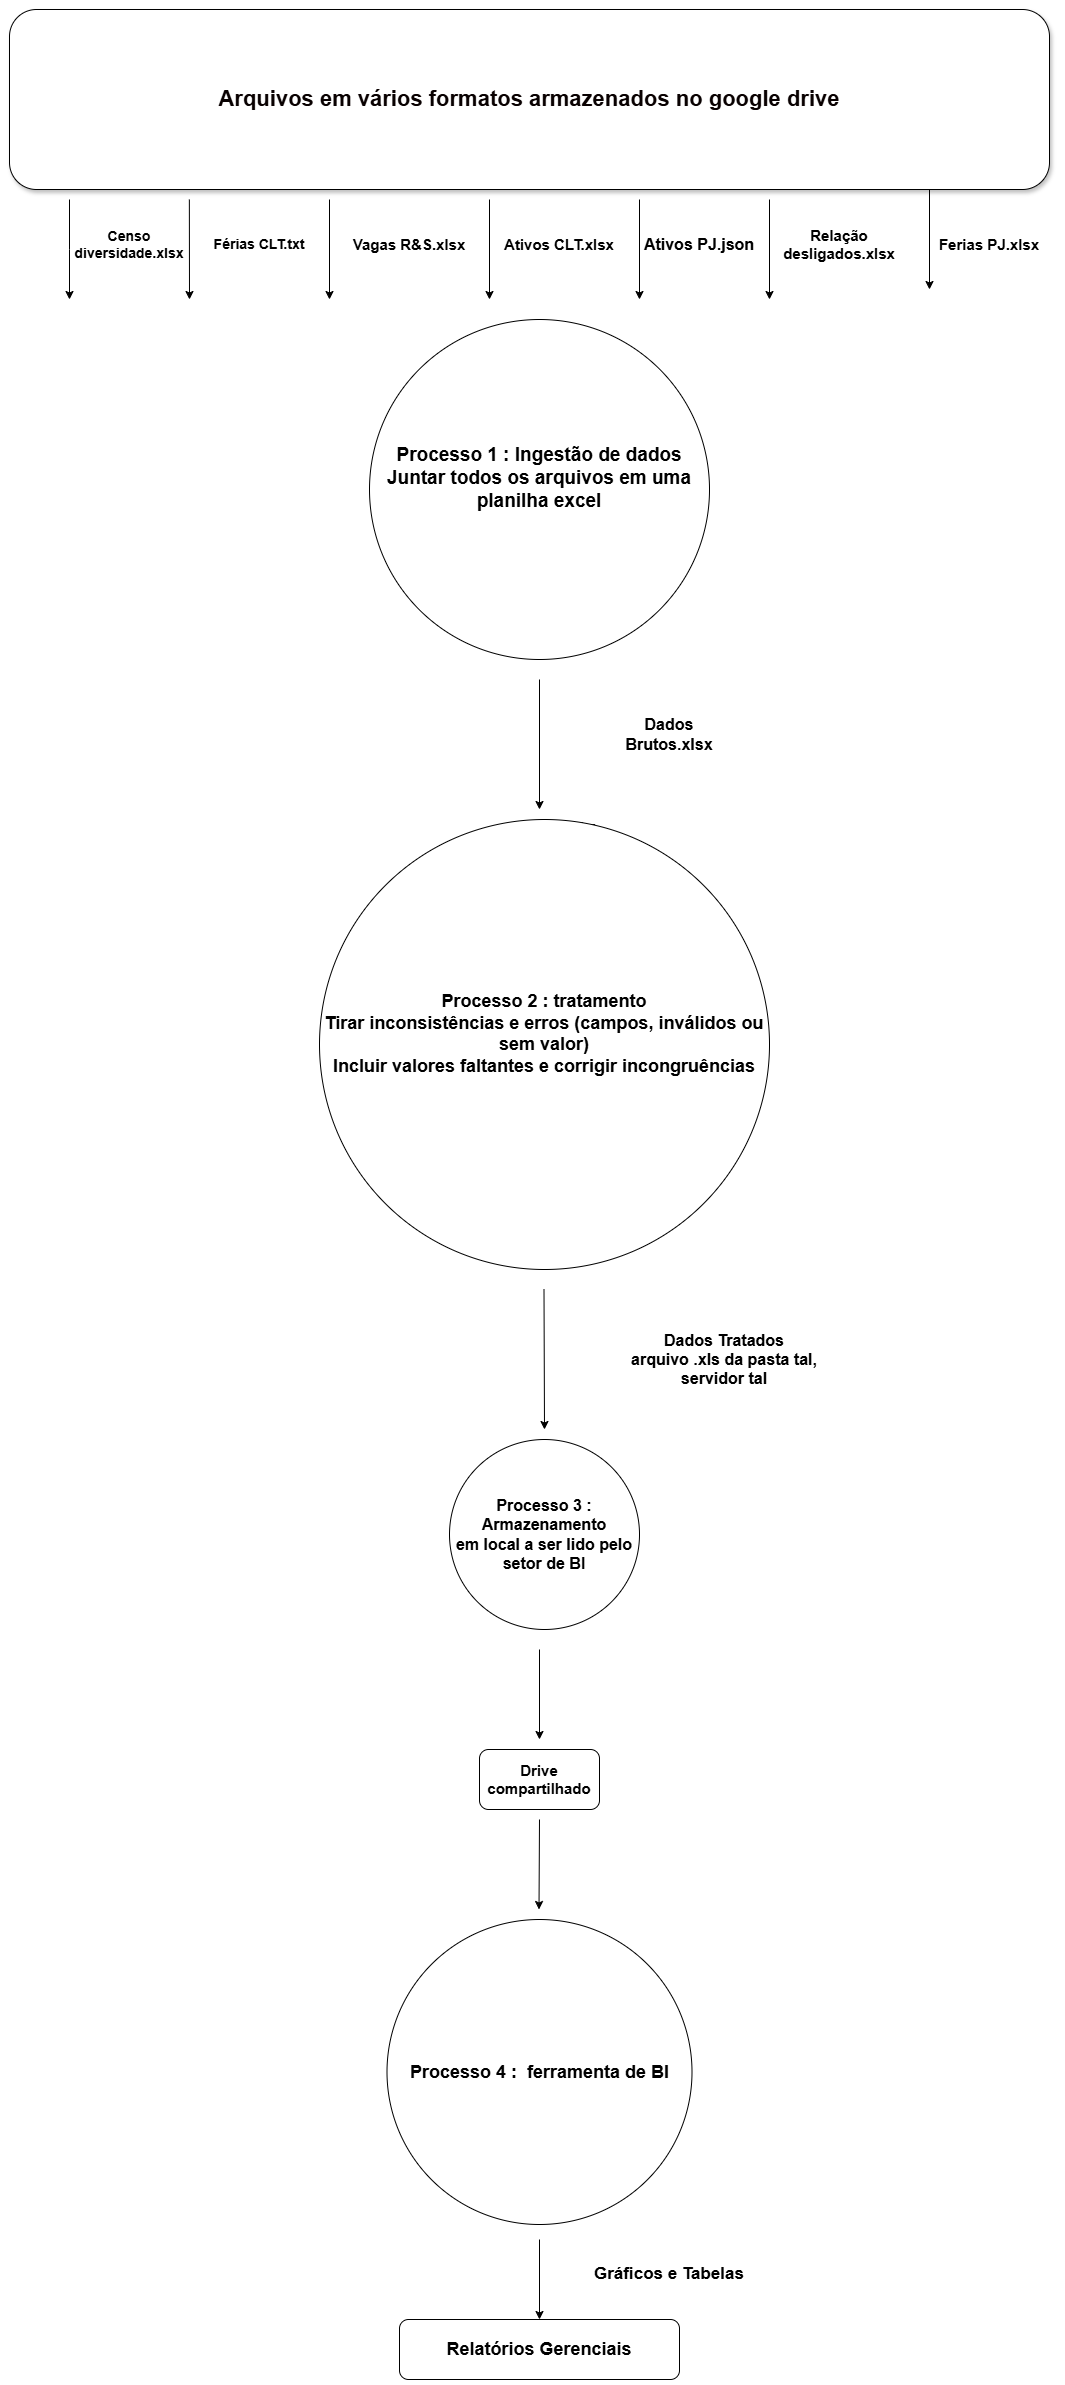 Arquivos em vários formatos armazenados no google drive
Censo
diversidade.xlsx
Férias CLT.txt
Vagas R&S.xlsx
Ativos CLT.xlsx
Ativos PJ.json
Relação
desligados.xlsx
Ferias PJ.xlsx
Processo 1 : Ingestão de dados
Juntar todos os arquivos em uma
planilha excel
Dados
Brutos.xlsx
Processo 2 : tratamento
Tirar inconsistências e erros (campos, inválidos ou
sem valor)
Incluir valores faltantes e corrigir incongruências
Dados Tratados
arquivo .xls da pasta tal,
servidor tal
Processo 3 :
Armazenamento
em local a ser lido pelo
setor de BI
Drive
compartilhado
Processo 4 :  ferramenta de BI
Gráficos e Tabelas
Relatórios Gerenciais